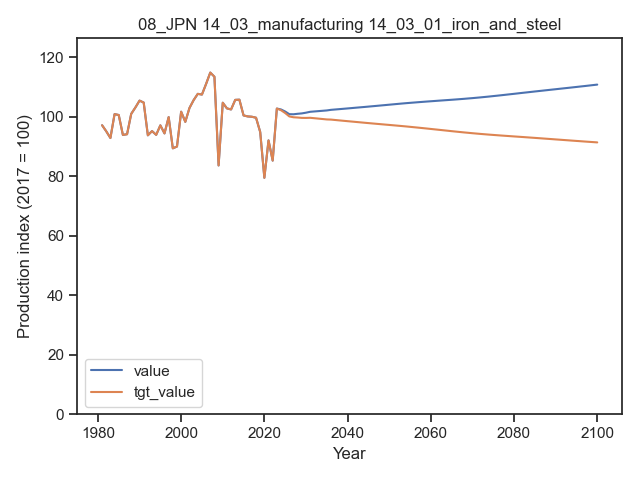 08_JPN 14_03_manufacturing 14_03_01_iron_and_steel
Production index (2017 = 100)
120
100
80
60
40
20
0
value
tgt_value
1980 2000 2020 2040 2060 2080 2100
Year